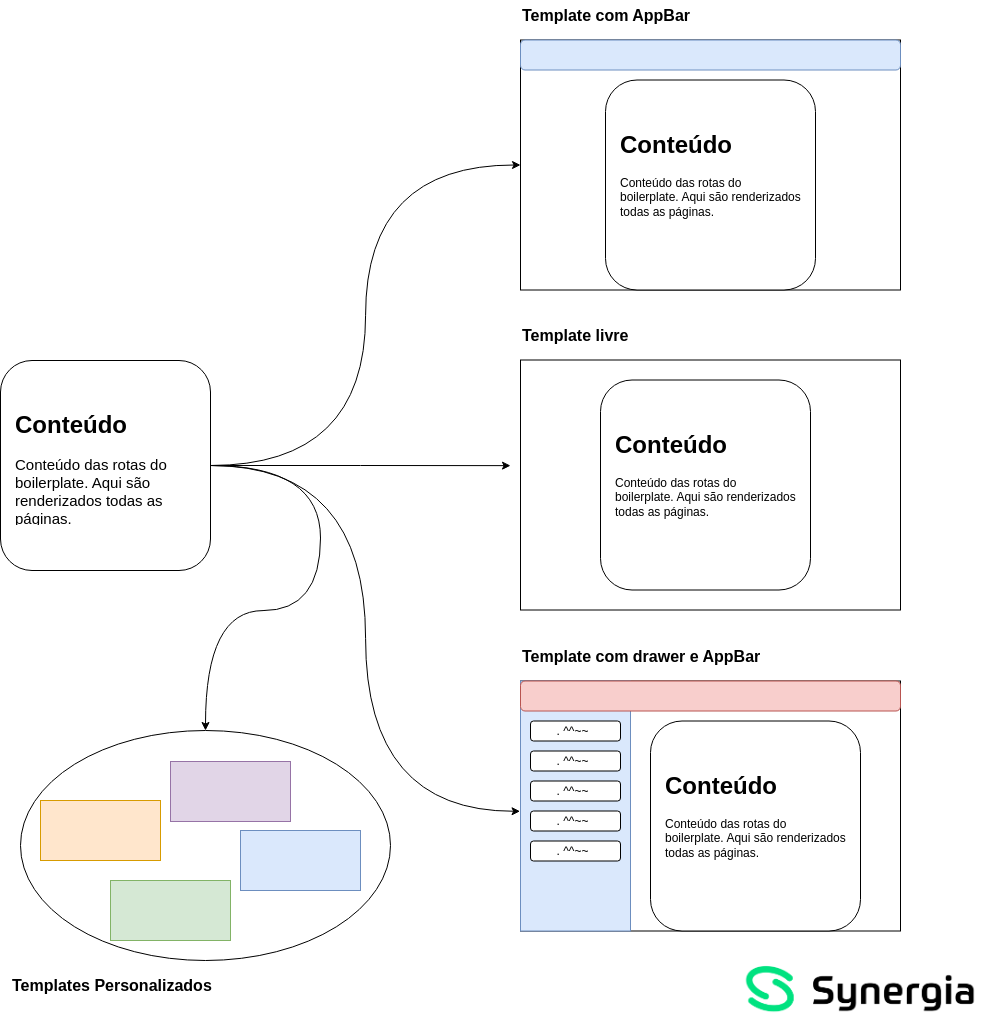 Template com AppBar
Conteúdo
Conteúdo das rotas do
boilerplate. Aqui são renderizados
todas as páginas.
Template livre
Conteúdo
Conteúdo das rotas do
boilerplate. Aqui são
renderizados todas as
páginas.
Conteúdo
Conteúdo das rotas do
boilerplate. Aqui são renderizados
todas as páginas.
Template com drawer e AppBar
. ^^~~
. ^^~~
. ^^~~
. ^^~~
. ^^~~
Conteúdo
Conteúdo das rotas do
boilerplate. Aqui são renderizados
todas as páginas.
Templates Personalizados
Synergia